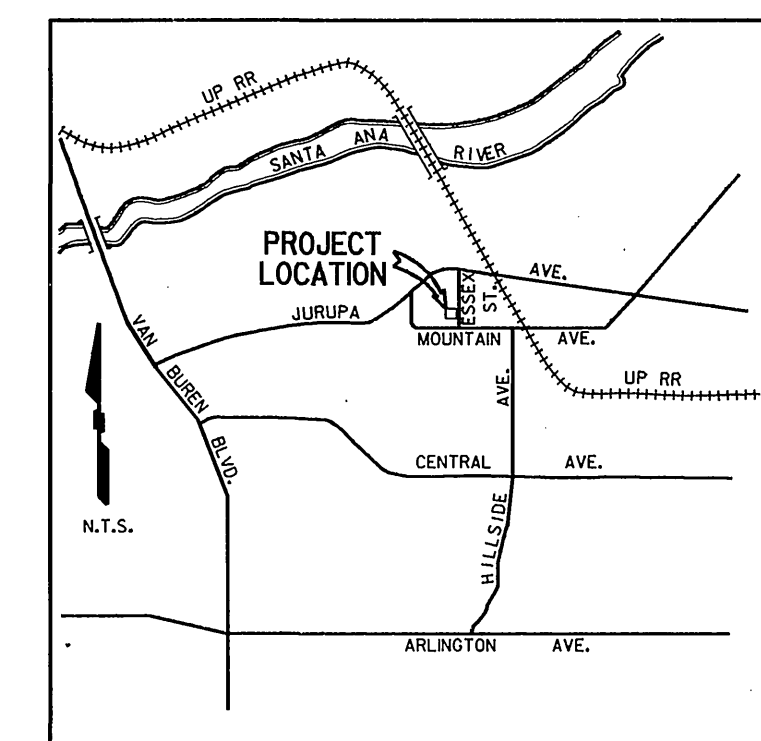 UP RR
SANTA ANA RIVER
PROJECT
LOCATION
ESSEX
ST.
AVE.
JURUPA
MOUNTAIN AVE.
VAN
BUREN
BLVD.
UP RR
AVE.
CENTRAL AVE.
HILLSIDE
N.T.S.
ARLINGTON AVE.